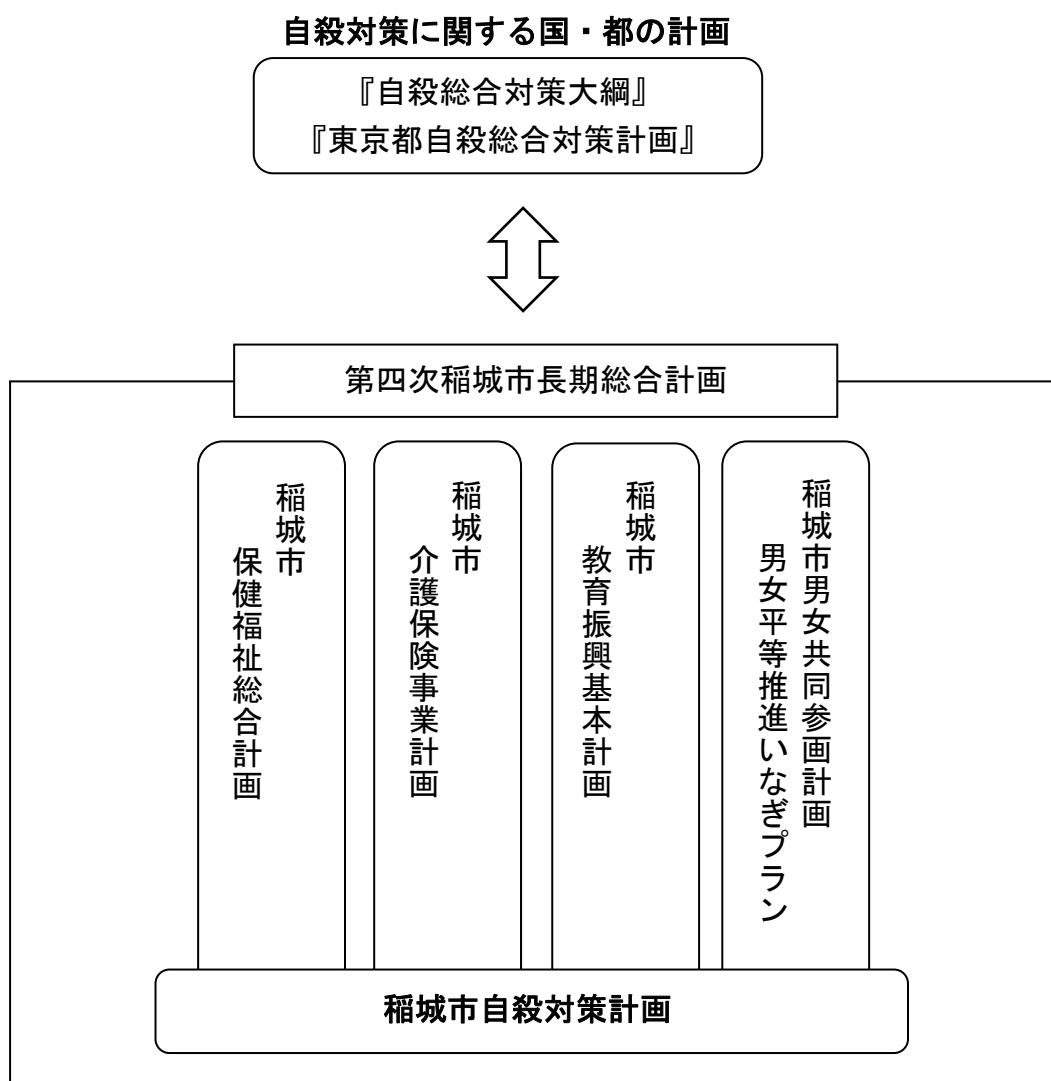 自殺対策に関する国・都の計画
『自殺総合対策大綱』
『東京都自殺総合対策計画』
第四次稲城市長期総合計画
稲城市
保健福祉総合計画
稲城市
介護保険事業計画
稲城市
教育振興基本計画
稲城市男女共同参画計画
男女平等推進いなぎプラン
稲城市自殺対策計画